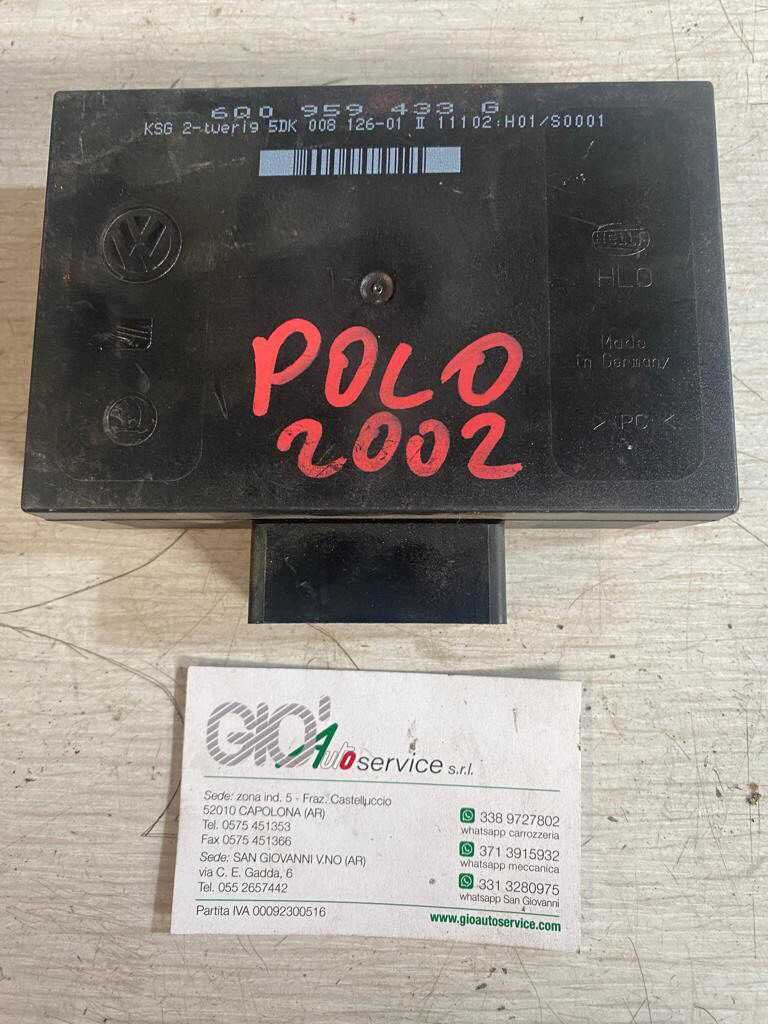 6Q0 959 433 G
KSG 2-tuerig 5DK 008 126-01 II 11102:H01/S0001
VW
HELLA
HLO
Made
in Germany
>PC<
POLO
2002
GIO' Autoservice s.r.l.
Sede: zona ind. 5 - Fraz. Castelluccio
52010 CAPOLONA (AR)
Tel. 0575 451353
Fax 0575 451366
Sede: SAN GIOVANNI V.NO (AR)
via C. E. Gadda, 6
Tel. 055 2657442
Partita IVA 00092300516
338 9727802
whatsapp carrozzeria
371 3915932
whatsapp meccanica
331 3280975
whatsapp San Giovanni
www.gioautoservice.com